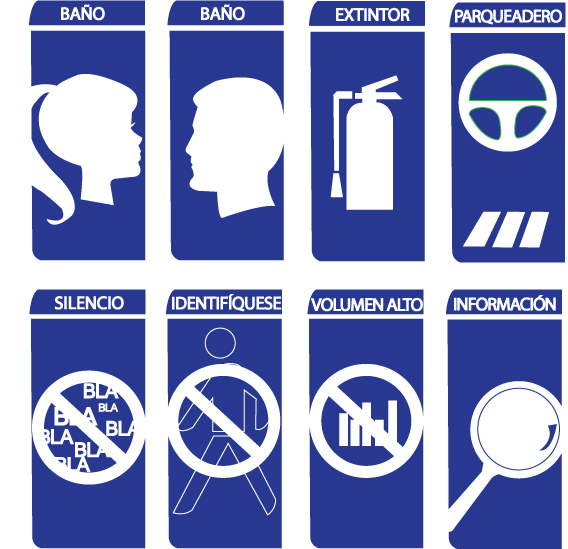 BAÑO
BAÑO
EXTINTOR
PARQUEADERO
SILENCIO
IDENTIFÍQUESE
VOLUMEN ALTO
INFORMACIÓN
BLA
BLA
BLA
BLA
BLA
BLA
BLA